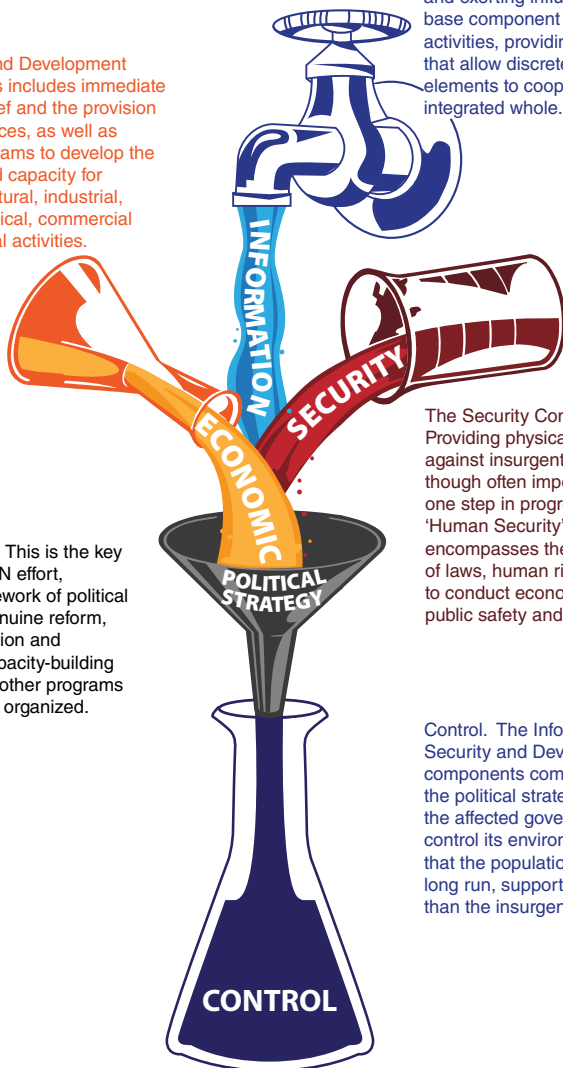 and exerting influ
base component
activities, providin
that allow discrete
elements to coop
integrated whole.
nd Development
s includes immediate
ef and the provision
ces, as well as
rams to develop the
d capacity for
tural, industrial,
ical, commercial
al activities.
INFORMATION
SECURITY
ECONOMIC
The Security Con
Providing physica
against insurgent
though often impe
one step in progr
‘Human Security’
encompasses the
of laws, human ri
to conduct econo
public safety and
This is the key
N effort,
ework of political
nuine reform,
ion and
pacity-building
other programs
organized.
POLITICAL
STRATEGY
Control. The Info
Security and Dev
components com
the political strate
the affected gove
control its environ
that the populatio
long run, support
than the insurgen
CONTROL